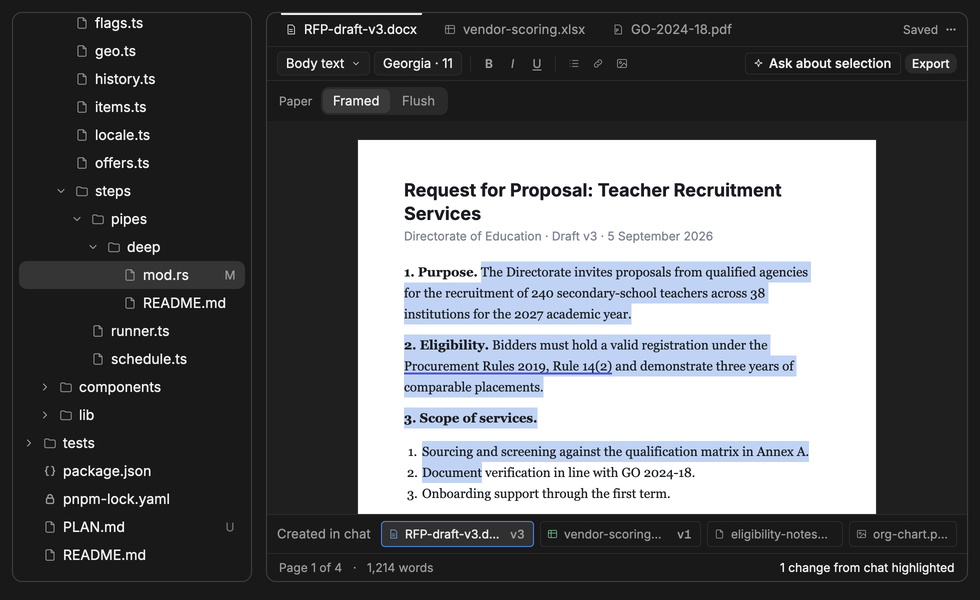 flags.ts
geo.ts
history.ts
items.ts
locale.ts
offers.ts
steps
pipes
deep
mod.rs M
README.md
runner.ts
schedule.ts
components
lib
tests
package.json
pnpm-lock.yaml
PLAN.md U
README.md
RFP-draft-v3.docx vendor-scoring.xlsx GO-2024-18.pdf Saved ···
Body text Georgia · 11 B I U Ask about selection Export
Paper Framed Flush
Request for Proposal: Teacher Recruitment
Services
Directorate of Education · Draft v3 · 5 September 2026
1. Purpose. The Directorate invites proposals from qualified agencies
for the recruitment of 240 secondary-school teachers across 38
institutions for the 2027 academic year.
2. Eligibility. Bidders must hold a valid registration under the
Procurement Rules 2019, Rule 14(2) and demonstrate three years of
comparable placements.
3. Scope of services.
1. Sourcing and screening against the qualification matrix in Annex A.
2. Document verification in line with GO 2024-18.
3. Onboarding support through the first term.
Created in chat RFP-draft-v3.d... v3 vendor-scoring... v1 eligibility-notes... org-chart.p...
Page 1 of 4 · 1,214 words 1 change from chat highlighted